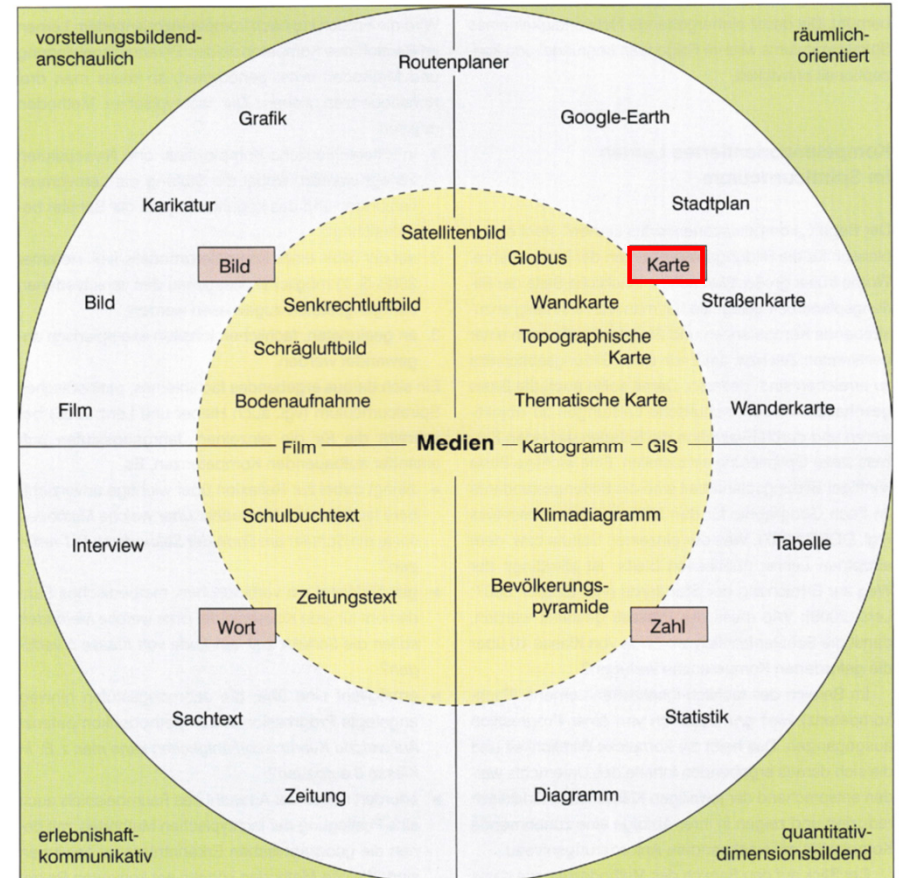 vorstellungsbildend-
anschaulich
räumlich-
orientiert
Routenplaner
Grafik
Google-Earth
Karikatur
Stadtplan
Satellitenbild
Bild
Globus
Karte
Bild
Senkrechtluftbild
Wandkarte
Straßenkarte
Schrägluftbild
Topographische
Karte
Bodenaufnahme
Thematische Karte
Film
Wanderkarte
Film
Medien
Kartogramm
GIS
Schulbuchtext
Klimadiagramm
Interview
Tabelle
Zeitungstext
Bevölkerungs-
pyramide
Wort
Zahl
Sachtext
Statistik
Zeitung
Diagramm
erlebnishaft-
kommunikativ
quantitativ-
dimensionsbildend